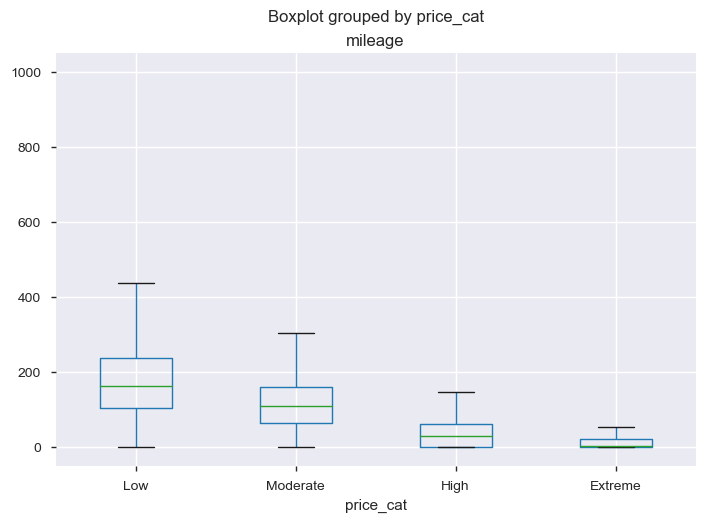 Boxplot grouped by price_cat
mileage
1000
800
600
400
200
0
Low Moderate High Extreme
price_cat